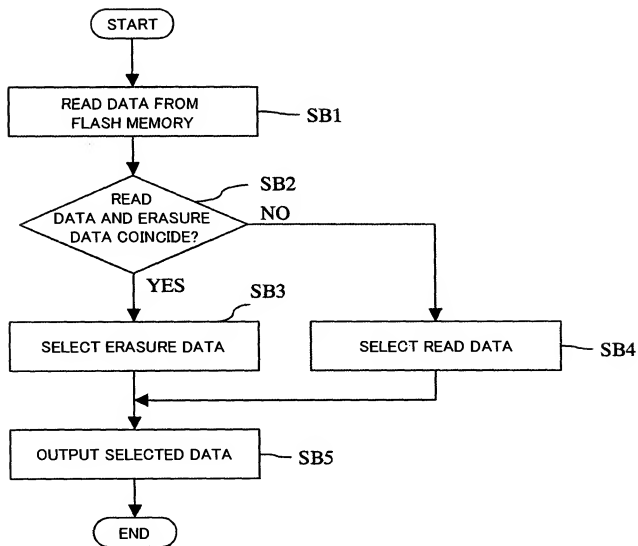 START
READ DATA FROM
FLASH MEMORY
SB1
SB2
READ
DATA AND ERASURE
DATA COINCIDE?
NO
YES
SB3
SELECT ERASURE DATA
SELECT READ DATA
SB4
OUTPUT SELECTED DATA
SB5
END